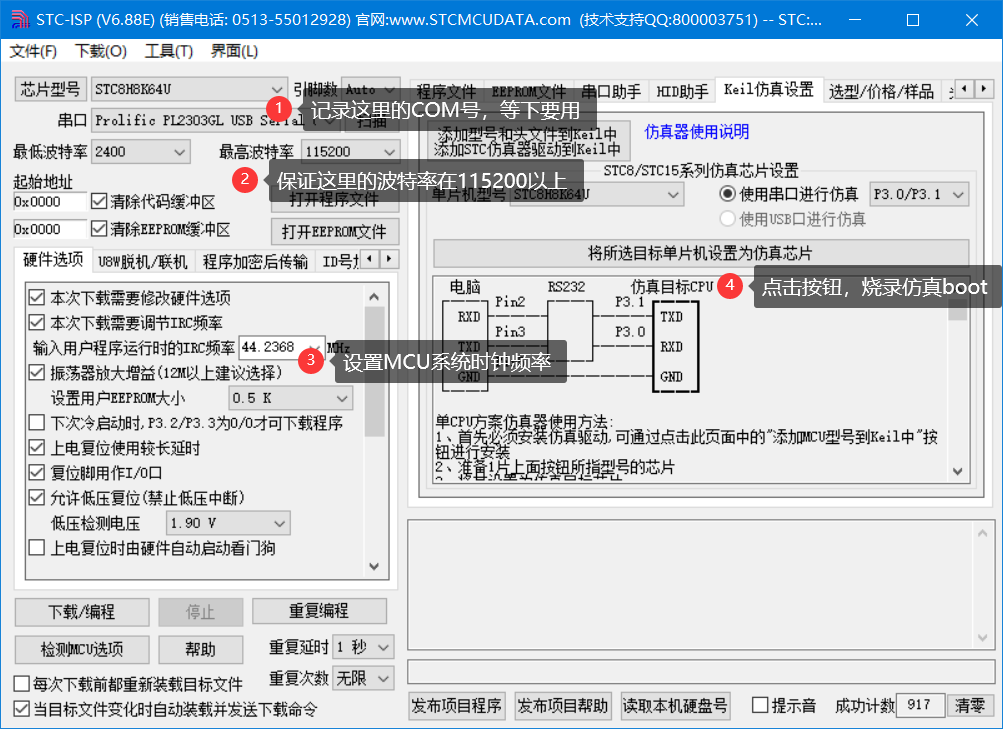 STC-ISP (V6.88E) (销售电话: 0513-55012928) 官网:www.STCMCUDATA.com (技术支持QQ:800003751) -- STC:...
文件(F) 下载(O) 工具(T) 界面(L)
芯片型号 STC8H8K64U 引脚数 Auto
串口 Prolific PL2303GL USB Serial 扫描
1 记录这里的COM号，等下要用
最低波特率 2400 最高波特率 115200
2 保证这里的波特率在115200以上
起始地址
0x0000 清除代码缓冲区 打开程序文件
0x0000 清除EEPROM缓冲区 打开EEPROM文件
硬件选项 U8W脱机/联机 程序加密后传输 ID号
本次下载需要修改硬件选项
本次下载需要调节IRC频率
输入用户程序运行时的IRC频率 44.2368 MHz
3 设置MCU系统时钟频率
振荡器放大增益(12M以上建议选择)
设置用户EEPROM大小 0.5 K
下次冷启动时,P3.2/P3.3为0/0才可下载程序
上电复位使用较长延时
复位脚用作I/O口
允许低压复位(禁止低压中断)
低压检测电压 1.90 V
上电复位时由硬件自动启动看门狗
下载/编程 停止 重复编程
检测MCU选项 帮助 重复延时 1 秒
重复次数 无限
每次下载前都重新装载目标文件
当目标文件变化时自动装载并发送下载命令
程序文件 EEPROM文件 串口助手 HID助手 Keil仿真设置 选型/价格/样品
添加型号和头文件到Keil中
添加STC仿真器驱动到Keil中
仿真器使用说明
STC8/STC15系列仿真芯片设置
单片机型号 STC8H8K64U 使用串口进行仿真 P3.0/P3.1
使用USB口进行仿真
将所选目标单片机设置为仿真芯片
4 点击按钮，烧录仿真boot
电脑 RS232 仿真目标CPU
Pin2 P3.1
RXD TXD
Pin3 P3.0
TXD RXD
GND GND
单CPU方案仿真器使用方法:
1、首先必须安装仿真驱动,可通过点击此页面中的"添加MCU型号到Keil中"按
钮进行安装
2、准备1片上面按钮所指型号的芯片
发布项目程序 发布项目帮助 读取本机硬盘号 提示音 成功计数 917 清零